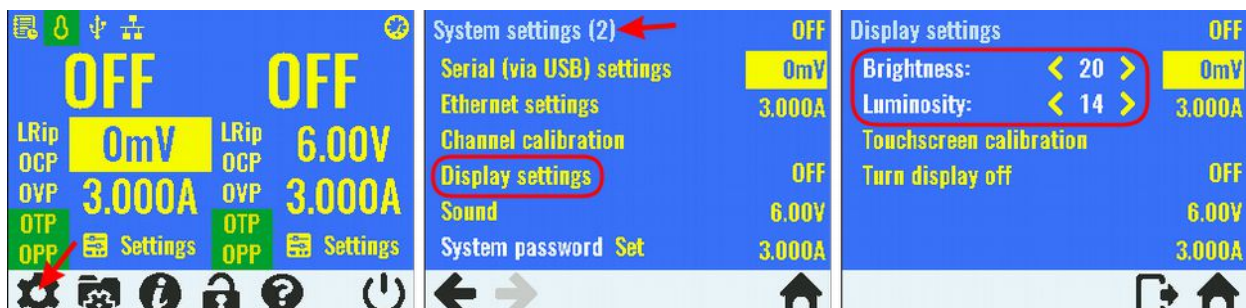 OFF OFF
LRip 0mV LRip 6.00V
OCP OCP
OVP 3.000A OVP 3.000A
OTP OTP
OPP Settings OPP Settings
System settings (2) OFF
Serial (via USB) settings 0mV
Ethernet settings 3.000A
Channel calibration
Display settings OFF
Sound 6.00V
System password Set 3.000A
Display settings OFF
Brightness: < 20 > 0mV
Luminosity: < 14 > 3.000A
Touchscreen calibration
Turn display off OFF
6.00V
3.000A